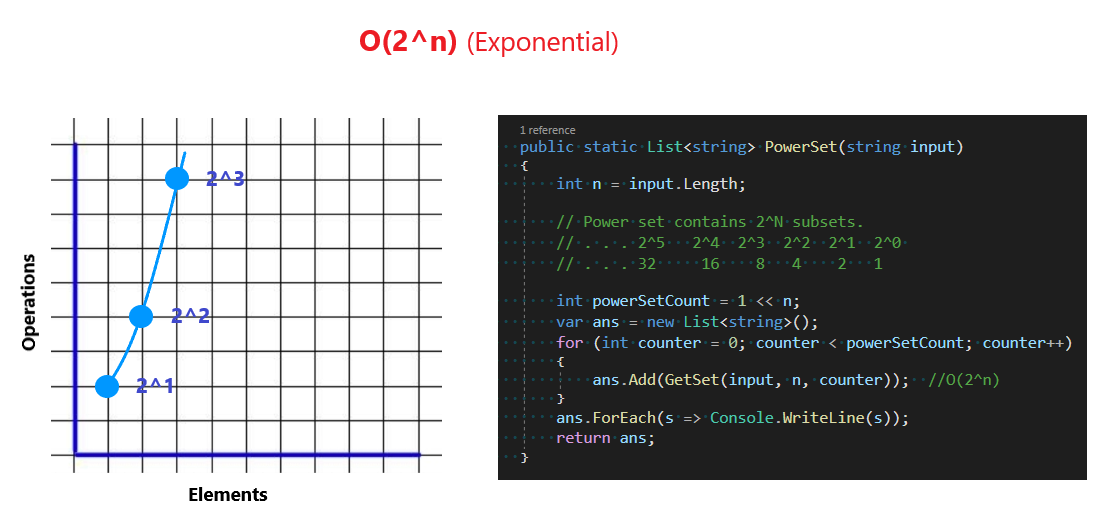 O(2^n) (Exponential)
Operations
2^3
2^2
2^1
Elements
1 reference
public static List<string> PowerSet(string input)
{
int n = input.Length;
// Power set contains 2^N subsets.
// . . . 2^5 2^4 2^3 2^2 2^1 2^0
// . . . 32 16 8 4 2 1
int powerSetCount = 1 << n;
var ans = new List<string>();
for (int counter = 0; counter < powerSetCount; counter++)
{
ans.Add(GetSet(input, n, counter)); //O(2^n)
}
ans.ForEach(s => Console.WriteLine(s));
return ans;
}